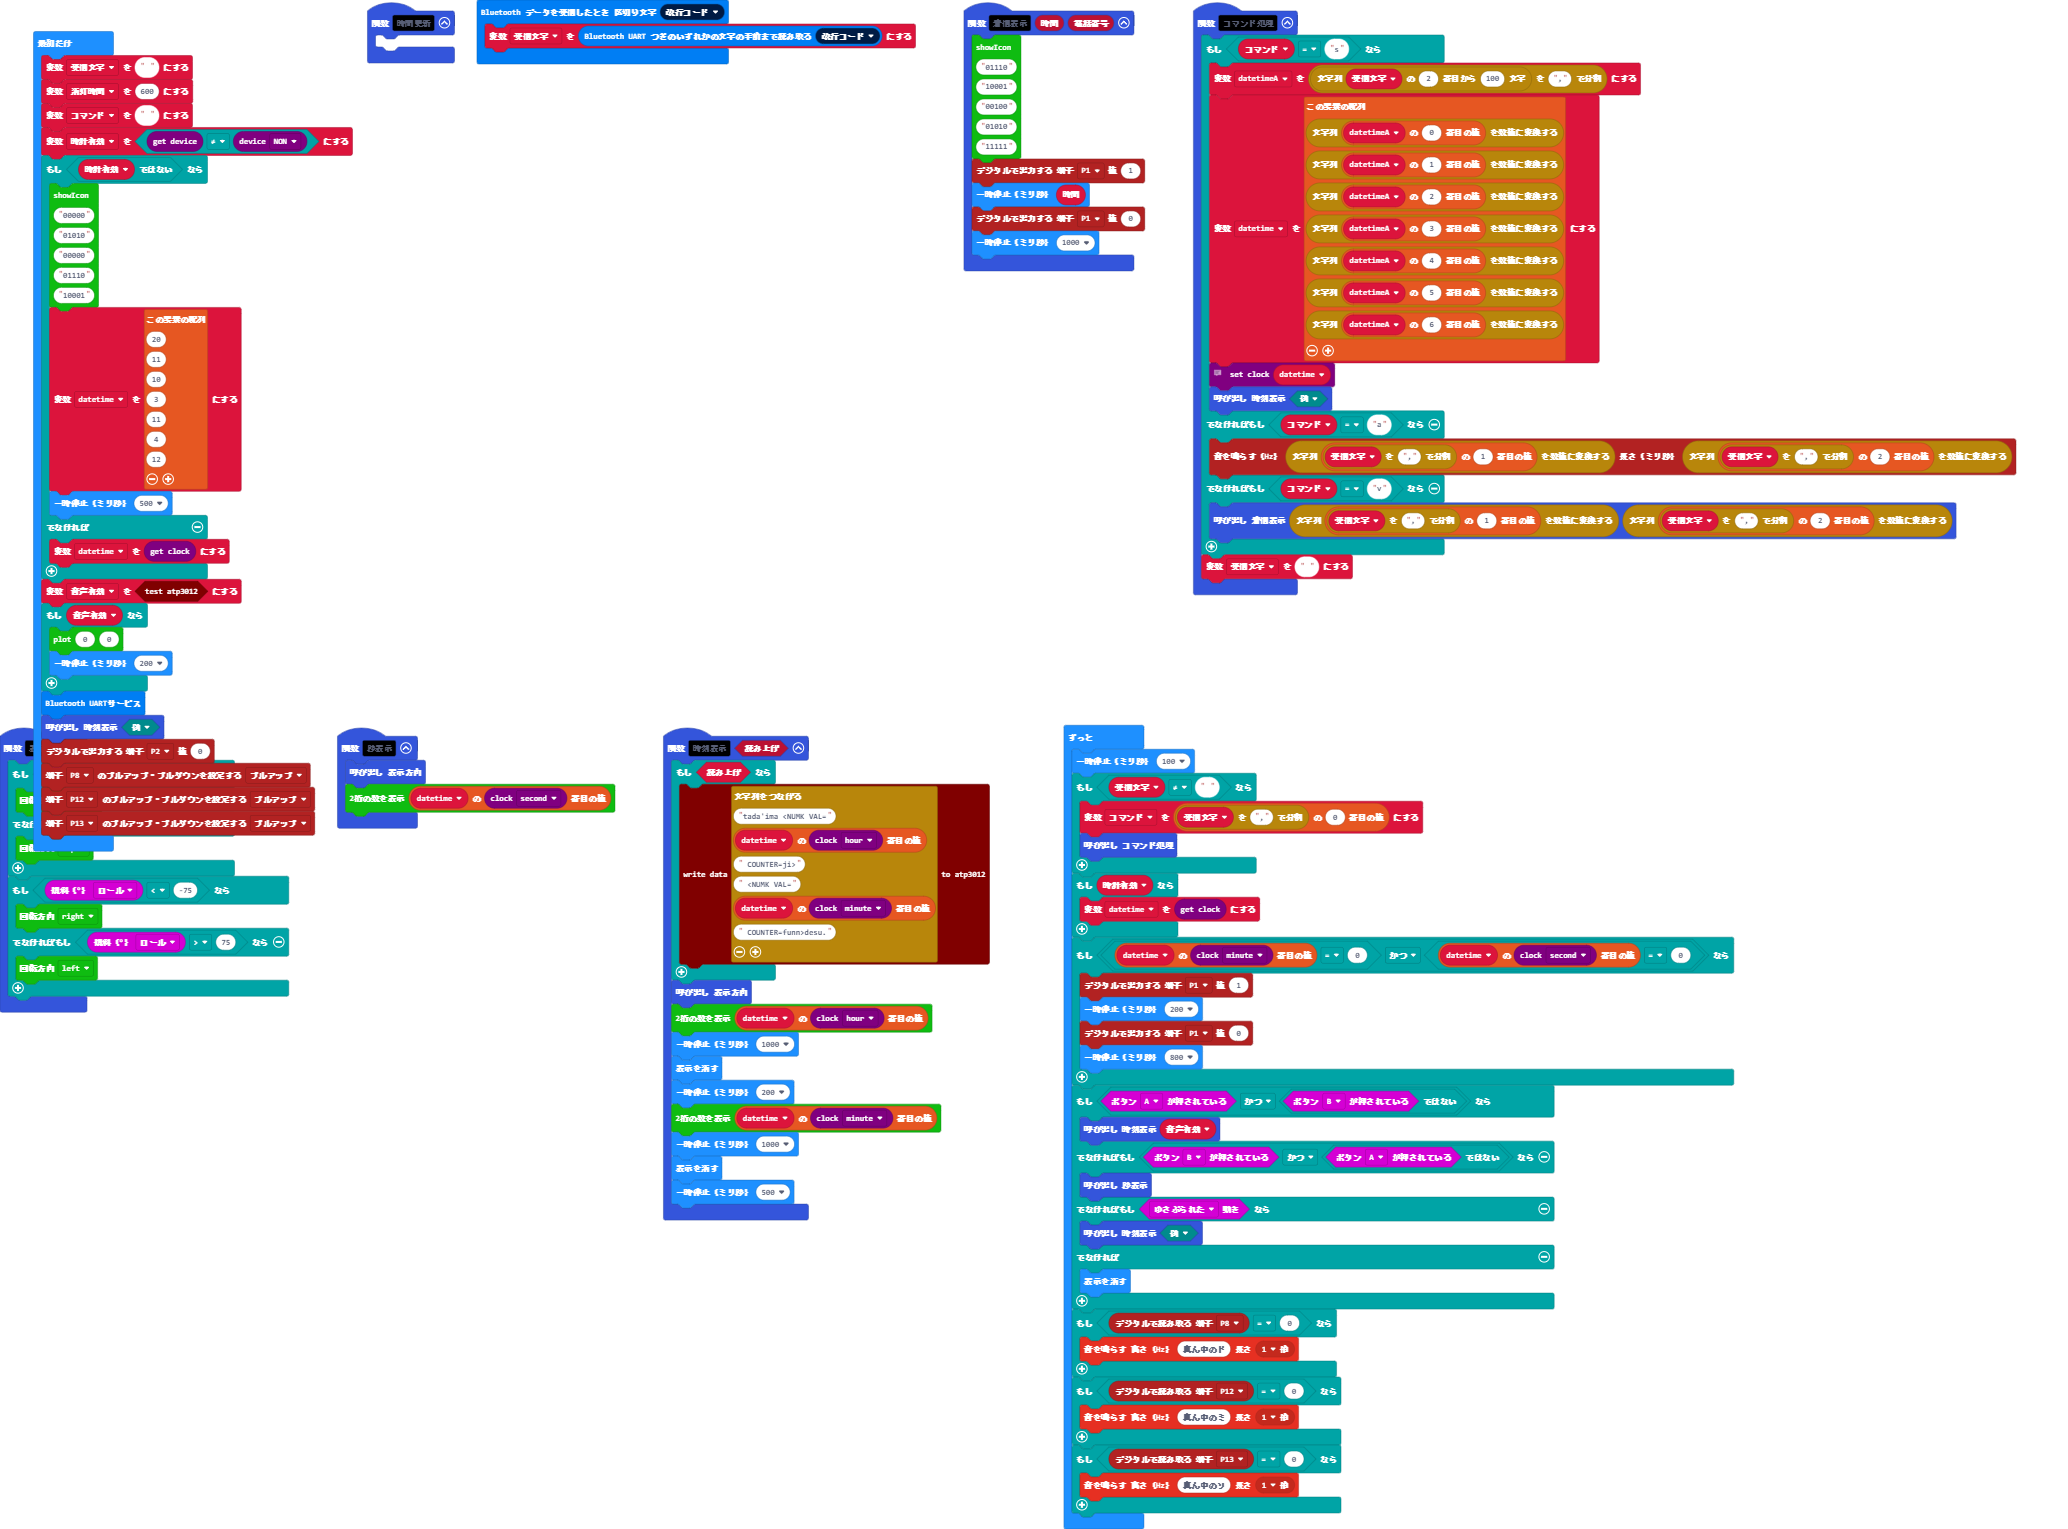 最初だけ
変数 受信文字 を " " にする
変数 消灯時間 を 600 にする
変数 コマンド を " " にする
変数 時計有効 を get device ≠ device NON にする
もし 時計有効 ではない なら
showIcon
"00000"
"01010"
"00000"
"01110"
"10001"
この要素の配列
20
11
10
3
変数 datetime を にする
11
4
12
一時停止（ミリ秒） 500
でなければ
変数 datetime を get clock にする
変数 音声有効 を test atp3012 にする
もし 音声有効 なら
plot 0 0
一時停止（ミリ秒） 200
Bluetooth UARTサービス
呼び出し 時刻表示 偽
デジタルで出力する 端子 P2 値 0
端子 P8 のプルアップ・プルダウンを設定する プルアップ
端子 P12 のプルアップ・プルダウンを設定する プルアップ
端子 P13 のプルアップ・プルダウンを設定する プルアップ
関数 時間更新
Bluetooth データを受信したとき 区切り文字 改行コード
変数 受信文字 を Bluetooth UART つぎのいずれかの文字の手前まで読み取る 改行コード にする
関数 着信表示 時間 電話番号
showIcon
"01110"
"10001"
"00100"
"01010"
"11111"
デジタルで出力する 端子 P1 値 1
一時停止（ミリ秒） 時間
デジタルで出力する 端子 P1 値 0
一時停止（ミリ秒） 1000
関数 コマンド処理
もし コマンド = "s" なら
変数 datetimeA を 文字列 受信文字 の 2 番目から 100 文字 を "," で分割 にする
この要素の配列
文字列 datetimeA の 0 番目の値 を数値に変換する
文字列 datetimeA の 1 番目の値 を数値に変換する
文字列 datetimeA の 2 番目の値 を数値に変換する
変数 datetime を 文字列 datetimeA の 3 番目の値 を数値に変換する にする
文字列 datetimeA の 4 番目の値 を数値に変換する
文字列 datetimeA の 5 番目の値 を数値に変換する
文字列 datetimeA の 6 番目の値 を数値に変換する
set clock datetime
呼び出し 時刻表示 偽
でなければもし コマンド = "a" なら
音を鳴らす (Hz) 文字列 受信文字 を "," で分割 の 1 番目の値 を数値に変換する 長さ（ミリ秒） 文字列 受信文字 を "," で分割 の 2 番目の値 を数値に変換する
でなければもし コマンド = "v" なら
呼び出し 着信表示 文字列 受信文字 を "," で分割 の 1 番目の値 を数値に変換する 文字列 受信文字 を "," で分割 の 2 番目の値 を数値に変換する
変数 受信文字 を " " にする
関数
もし
回転
でなけ
回転
もし 傾斜（°） ロール < -75 なら
回転方向 right
でなければもし 傾斜（°） ロール > 75 なら
回転方向 left
関数 秒表示
呼び出し 表示方向
2桁の数を表示 datetime の clock second 番目の値
関数 時刻表示 読み上げ
もし 読み上げ なら
文字列をつなげる
"tada'ima <NUMK VAL="
datetime の clock hour 番目の値
" COUNTER=ji>"
write data " <NUMK VAL=" to atp3012
datetime の clock minute 番目の値
" COUNTER=funn>desu."
呼び出し 表示方向
2桁の数を表示 datetime の clock hour 番目の値
一時停止（ミリ秒） 1000
表示を消す
一時停止（ミリ秒） 200
2桁の数を表示 datetime の clock minute 番目の値
一時停止（ミリ秒） 1000
表示を消す
一時停止（ミリ秒） 500
ずっと
一時停止（ミリ秒） 100
もし 受信文字 ≠ " " なら
変数 コマンド を 受信文字 を "," で分割 の 0 番目の値 にする
呼び出し コマンド処理
もし 時計有効 なら
変数 datetime を get clock にする
もし datetime の clock minute 番目の値 = 0 かつ datetime の clock second 番目の値 = 0 なら
デジタルで出力する 端子 P1 値 1
一時停止（ミリ秒） 200
デジタルで出力する 端子 P1 値 0
一時停止（ミリ秒） 800
もし ボタン A が押されている かつ ボタン B が押されている ではない なら
呼び出し 時刻表示 音声有効
でなければもし ボタン B が押されている かつ ボタン A が押されている ではない なら
呼び出し 秒表示
でなければもし ゆさぶられた 動き なら
呼び出し 時刻表示 偽
でなければ
表示を消す
もし デジタルで読み取る 端子 P8 = 0 なら
音を鳴らす 高さ (Hz) 真ん中のド 長さ 1 拍
もし デジタルで読み取る 端子 P12 = 0 なら
音を鳴らす 高さ (Hz) 真ん中のミ 長さ 1 拍
もし デジタルで読み取る 端子 P13 = 0 なら
音を鳴らす 高さ (Hz) 真ん中のソ 長さ 1 拍